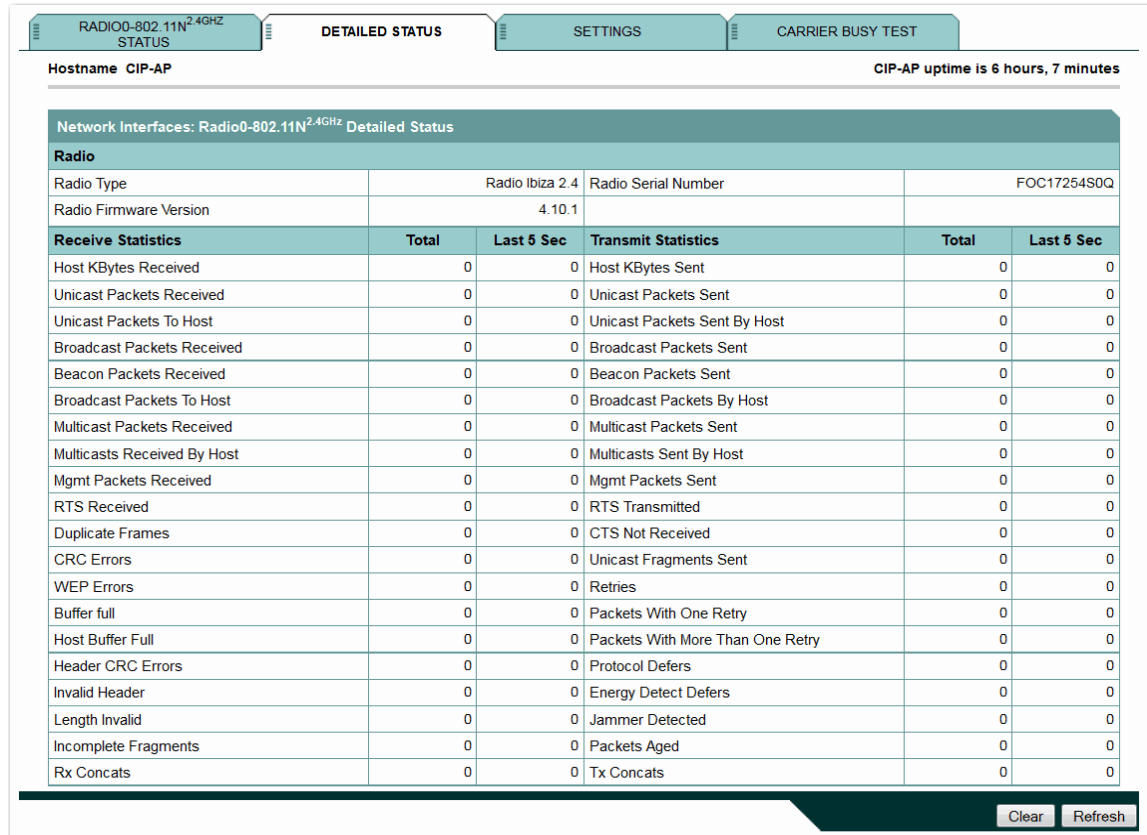 RADIO0-802.11N2.4GHZ
STATUS
DETAILED STATUS
SETTINGS
CARRIER BUSY TEST
Hostname CIP-AP
CIP-AP uptime is 6 hours, 7 minutes
Network Interfaces: Radio0-802.11N2.4GHz Detailed Status
Radio
Radio Type Radio Ibiza 2.4 Radio Serial Number FOC17254S0Q
Radio Firmware Version 4.10.1
Receive Statistics Total Last 5 Sec Transmit Statistics Total Last 5 Sec
Host KBytes Received 0 0 Host KBytes Sent 0 0
Unicast Packets Received 0 0 Unicast Packets Sent 0 0
Unicast Packets To Host 0 0 Unicast Packets Sent By Host 0 0
Broadcast Packets Received 0 0 Broadcast Packets Sent 0 0
Beacon Packets Received 0 0 Beacon Packets Sent 0 0
Broadcast Packets To Host 0 0 Broadcast Packets By Host 0 0
Multicast Packets Received 0 0 Multicast Packets Sent 0 0
Multicasts Received By Host 0 0 Multicasts Sent By Host 0 0
Mgmt Packets Received 0 0 Mgmt Packets Sent 0 0
RTS Received 0 0 RTS Transmitted 0 0
Duplicate Frames 0 0 CTS Not Received 0 0
CRC Errors 0 0 Unicast Fragments Sent 0 0
WEP Errors 0 0 Retries 0 0
Buffer full 0 0 Packets With One Retry 0 0
Host Buffer Full 0 0 Packets With More Than One Retry 0 0
Header CRC Errors 0 0 Protocol Defers 0 0
Invalid Header 0 0 Energy Detect Defers 0 0
Length Invalid 0 0 Jammer Detected 0 0
Incomplete Fragments 0 0 Packets Aged 0 0
Rx Concats 0 0 Tx Concats 0 0
Clear Refresh